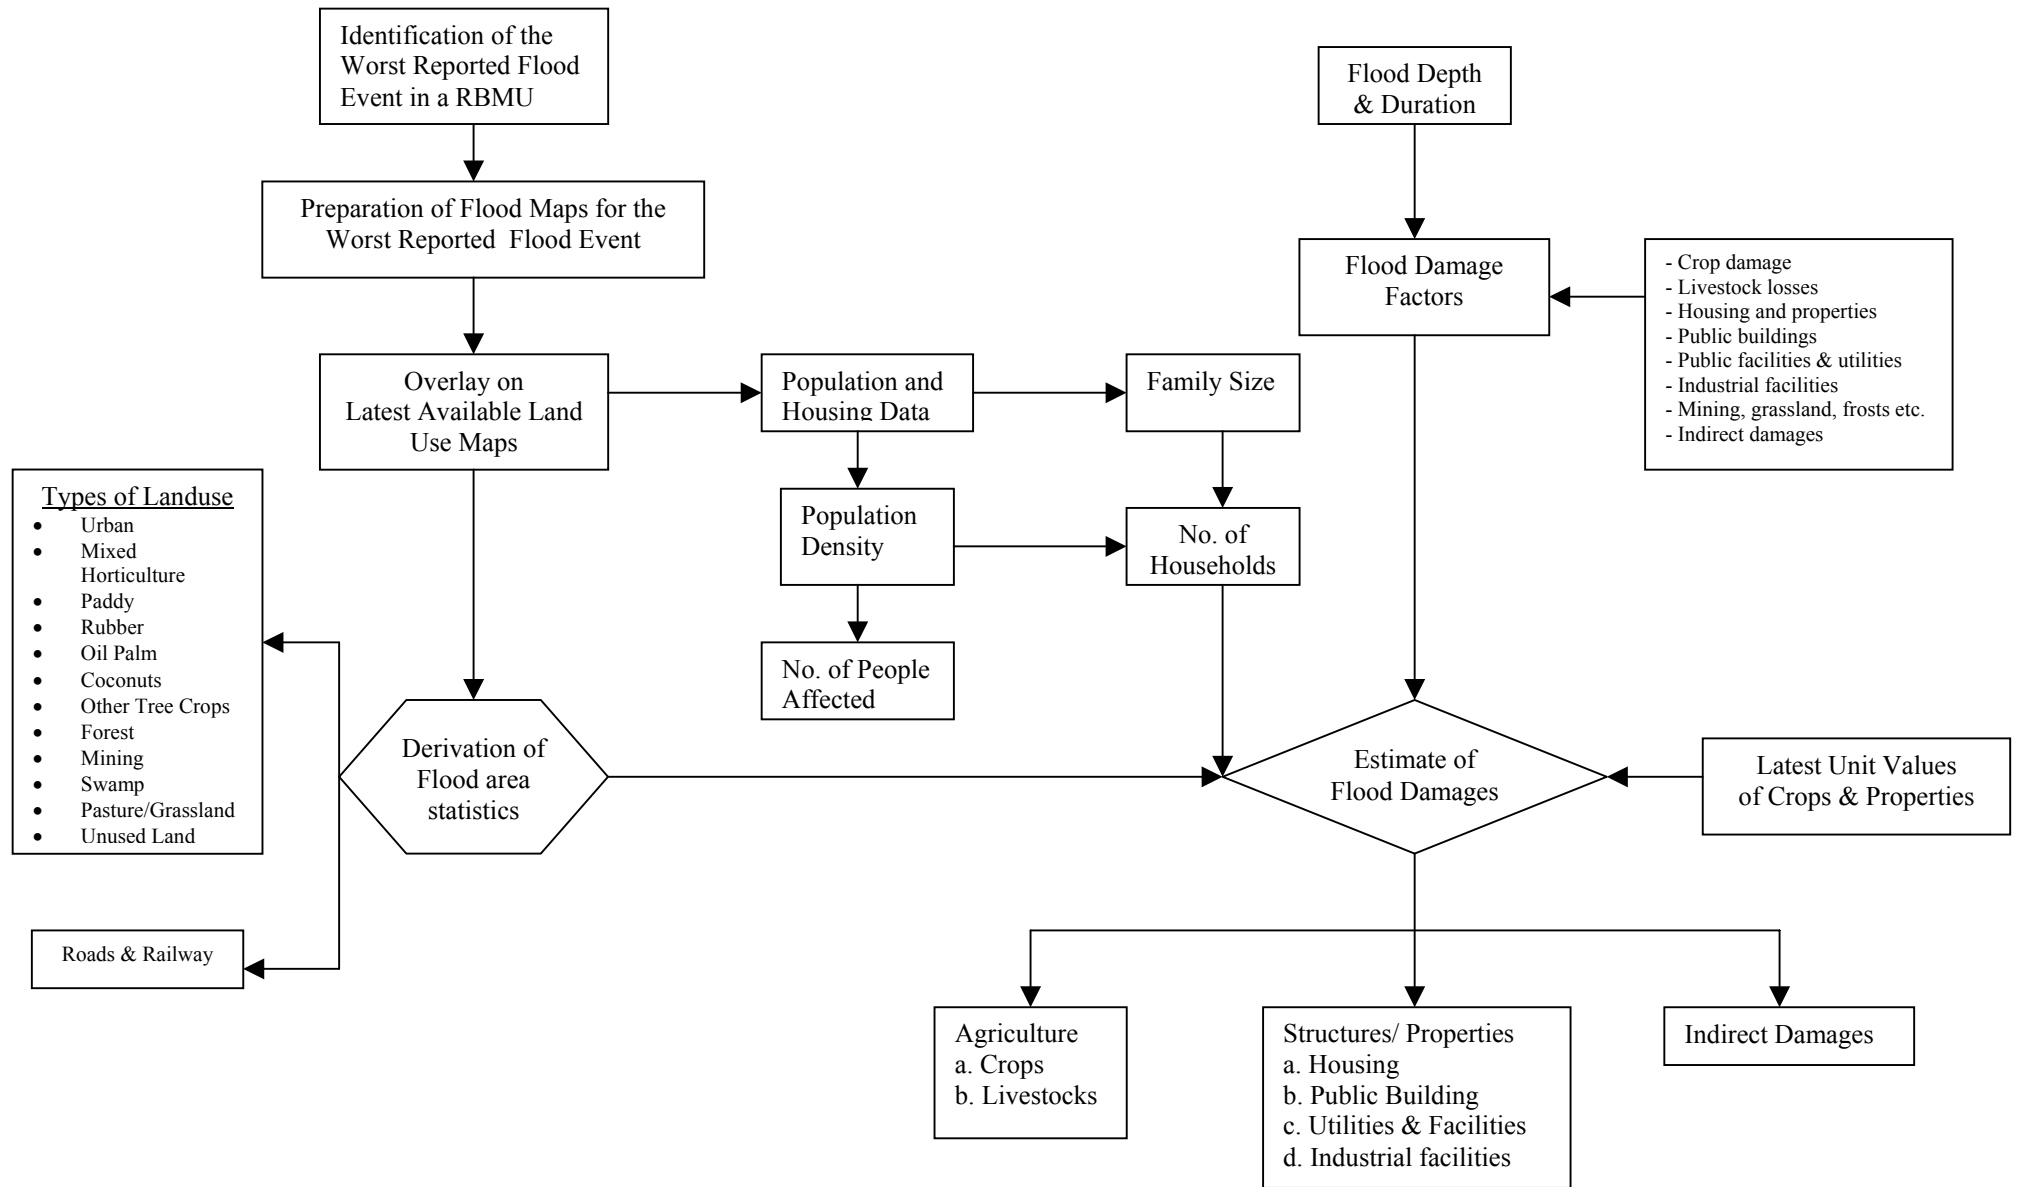 Identification of the
Worst Reported Flood
Event in a RBMU
Flood Depth
& Duration
Preparation of Flood Maps for the
Worst Reported Flood Event
Flood Damage
Factors
- Crop damage
- Livestock losses
- Housing and properties
- Public buildings
- Public facilities & utilities
- Industrial facilities
- Mining, grassland, frosts etc.
- Indirect damages
Overlay on
Latest Available Land
Use Maps
Population and
Housing Data
Family Size
Types of Landuse
• Urban
• Mixed
Horticulture
• Paddy
• Rubber
• Oil Palm
• Coconuts
• Other Tree Crops
• Forest
• Mining
• Swamp
• Pasture/Grassland
• Unused Land
Population
Density
No. of
Households
No. of People
Affected
Derivation of
Flood area
statistics
Estimate of
Flood Damages
Latest Unit Values
of Crops & Properties
Roads & Railway
Agriculture
a. Crops
b. Livestocks
Structures/ Properties
a. Housing
b. Public Building
c. Utilities & Facilities
d. Industrial facilities
Indirect Damages